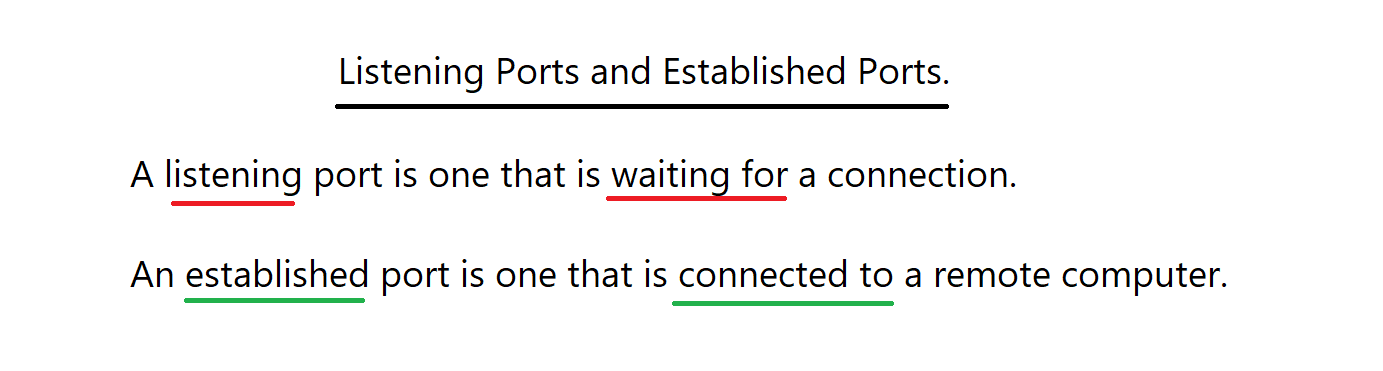 Listening Ports and Established Ports.
A listening port is one that is waiting for a connection.
An established port is one that is connected to a remote computer.